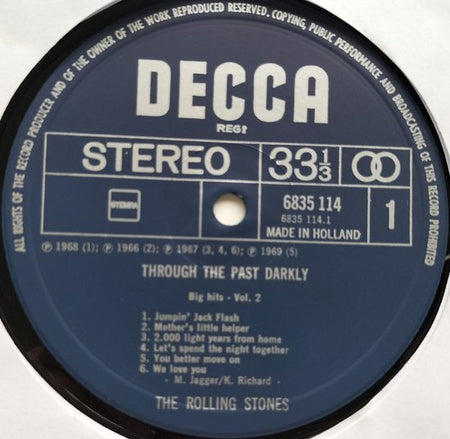 ALL RIGHTS OF THE RECORD PRODUCER AND OF THE OWNER OF THE WORK REPRODUCED RESERVED. COPYING, PUBLIC PERFORMANCE AND BROADCASTING OF THIS RECORD PROHIBITED
DECCA
REGD
STEREO 33 1/3
STEMRA 6835 114 1
6835 114.1
MADE IN HOLLAND
Ⓟ 1968 (1); Ⓟ 1966 (2); Ⓟ 1967 (3, 4, 6); Ⓟ 1969 (5)
THROUGH THE PAST DARKLY
Big hits - Vol. 2
1. Jumpin' Jack Flash
2. Mother's little helper
3. 2.000 light years from home
4. Let's spend the night together
5. You better move on
6. We love you
- M. Jagger/K. Richard -
THE ROLLING STONES